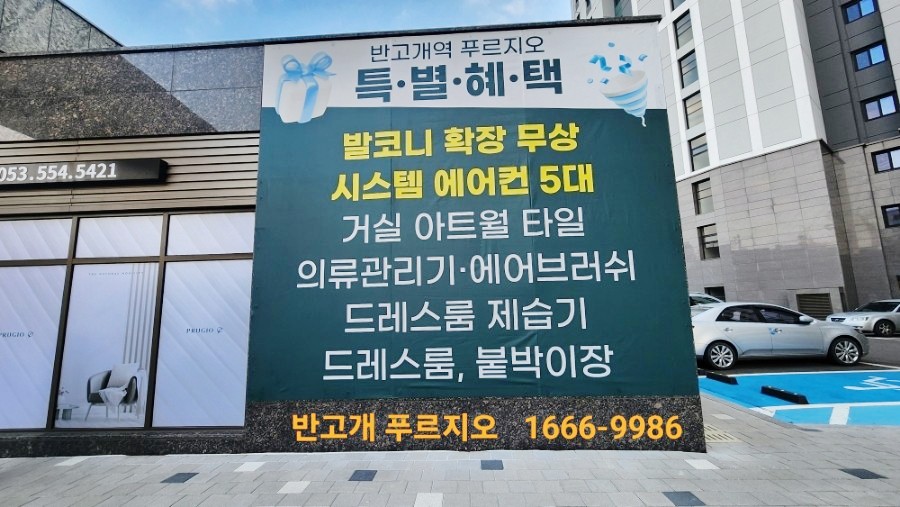 반고개역 푸르지오
특·별·혜·택
발코니 확장 무상
시스템 에어컨 5대
거실 아트월 타일
의류관리기·에어브러쉬
드레스룸 제습기
드레스룸, 붙박이장
반고개 푸르지오 1666-9986
053.554.5421
PRUGIO
PRUGIO